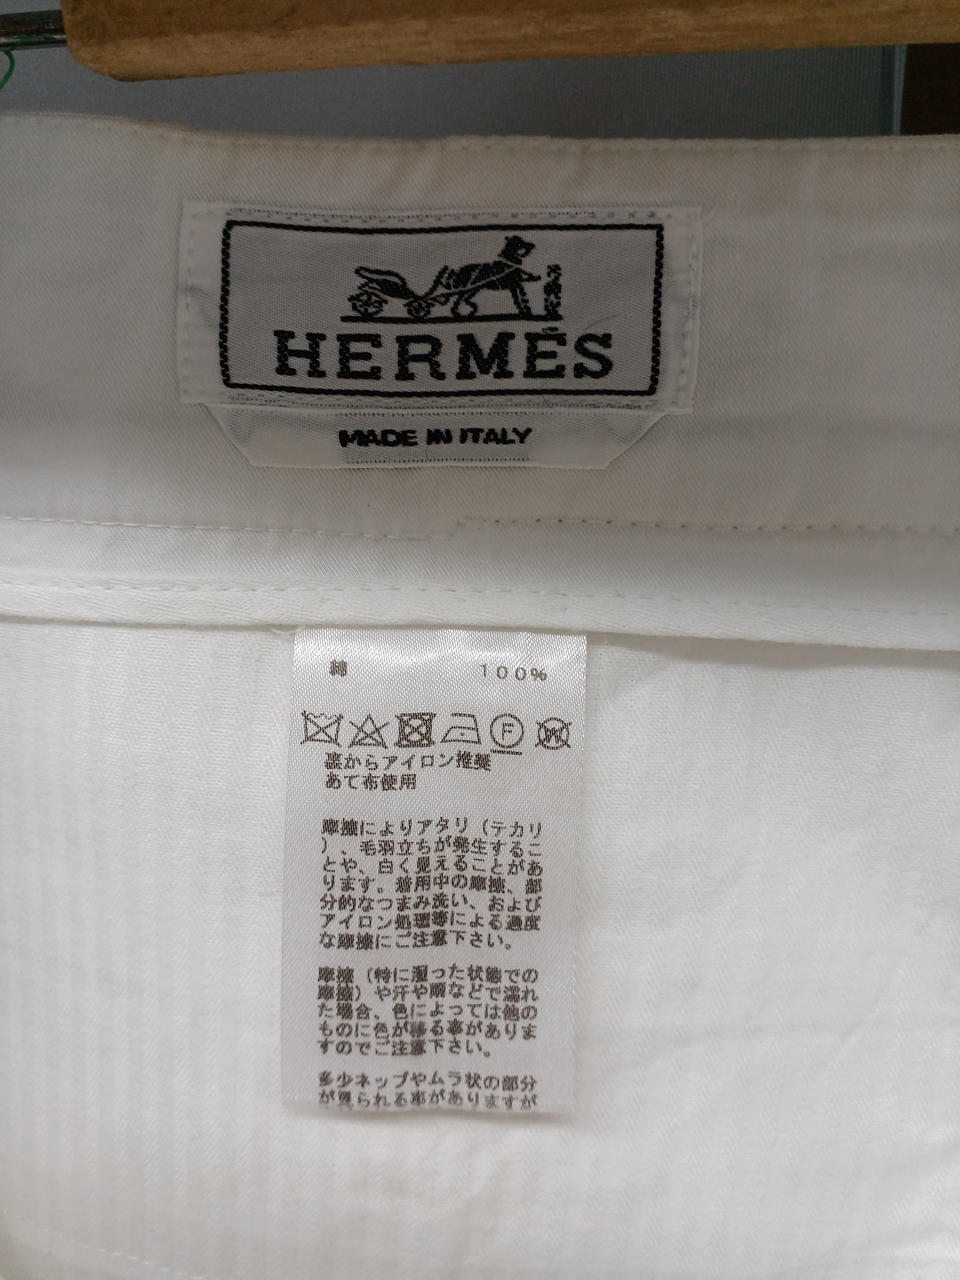 HERMÈS
MADE IN ITALY
綿 100%
F W
裏からアイロン推奨
あて布使用
摩擦によりアタリ（テカリ
）、毛羽立ちが発生するこ
とや、白く見えることがあ
ります。着用中の摩擦、部
分的なつまみ洗い、および
アイロン処理等による過度
な摩擦にご注意下さい。
摩擦（特に湿った状態での
摩擦）や汗や雨などで濡れ
た場合、色によっては他の
ものに色が移る事がありま
すのでご注意下さい。
多少ネップやムラ状の部分
が見られる事がありますが